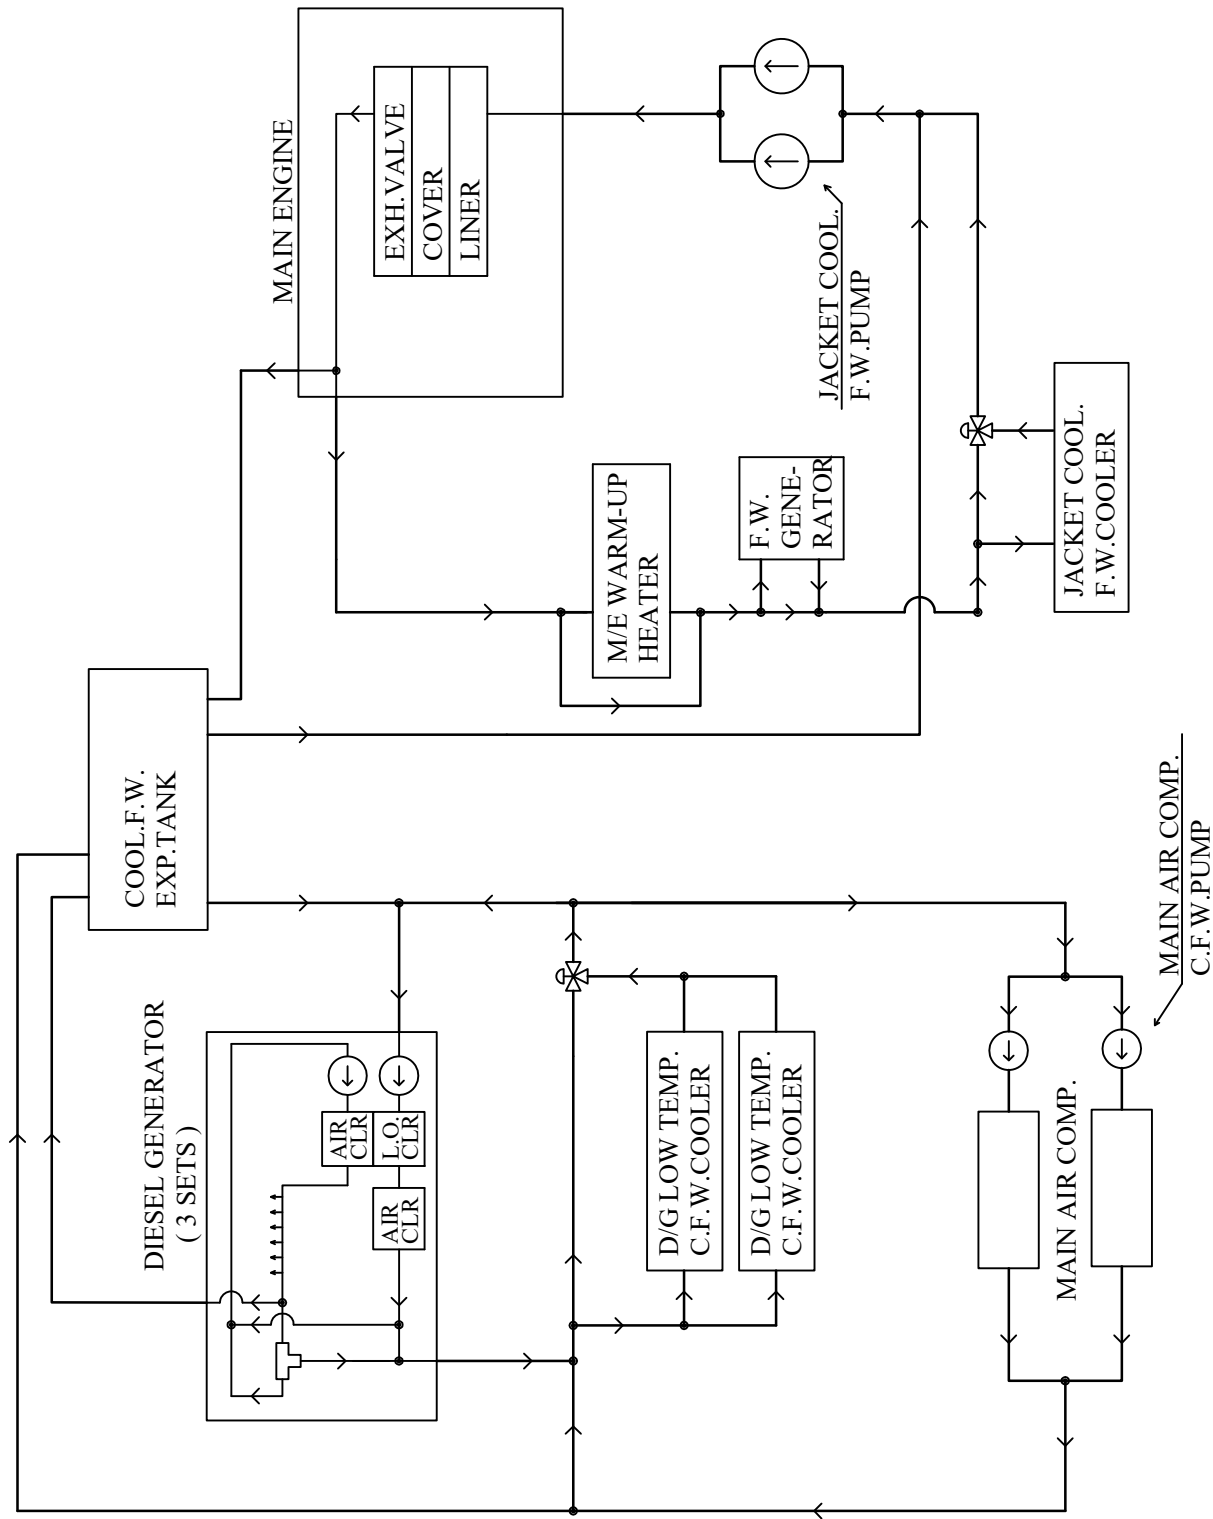 COOL.F.W.
EXP.TANK
MAIN ENGINE
EXH.VALVE
COVER
LINER
DIESEL GENERATOR
( 3 SETS )
AIR
CLR
L.O.
CLR
AIR
CLR
M/E WARM-UP
HEATER
F.W.
GENE-
RATOR
JACKET COOL.
F.W.PUMP
JACKET COOL.
F.W.COOLER
D/G LOW TEMP.
C.F.W.COOLER
D/G LOW TEMP.
C.F.W.COOLER
MAIN AIR COMP.
MAIN AIR COMP.
C.F.W.PUMP